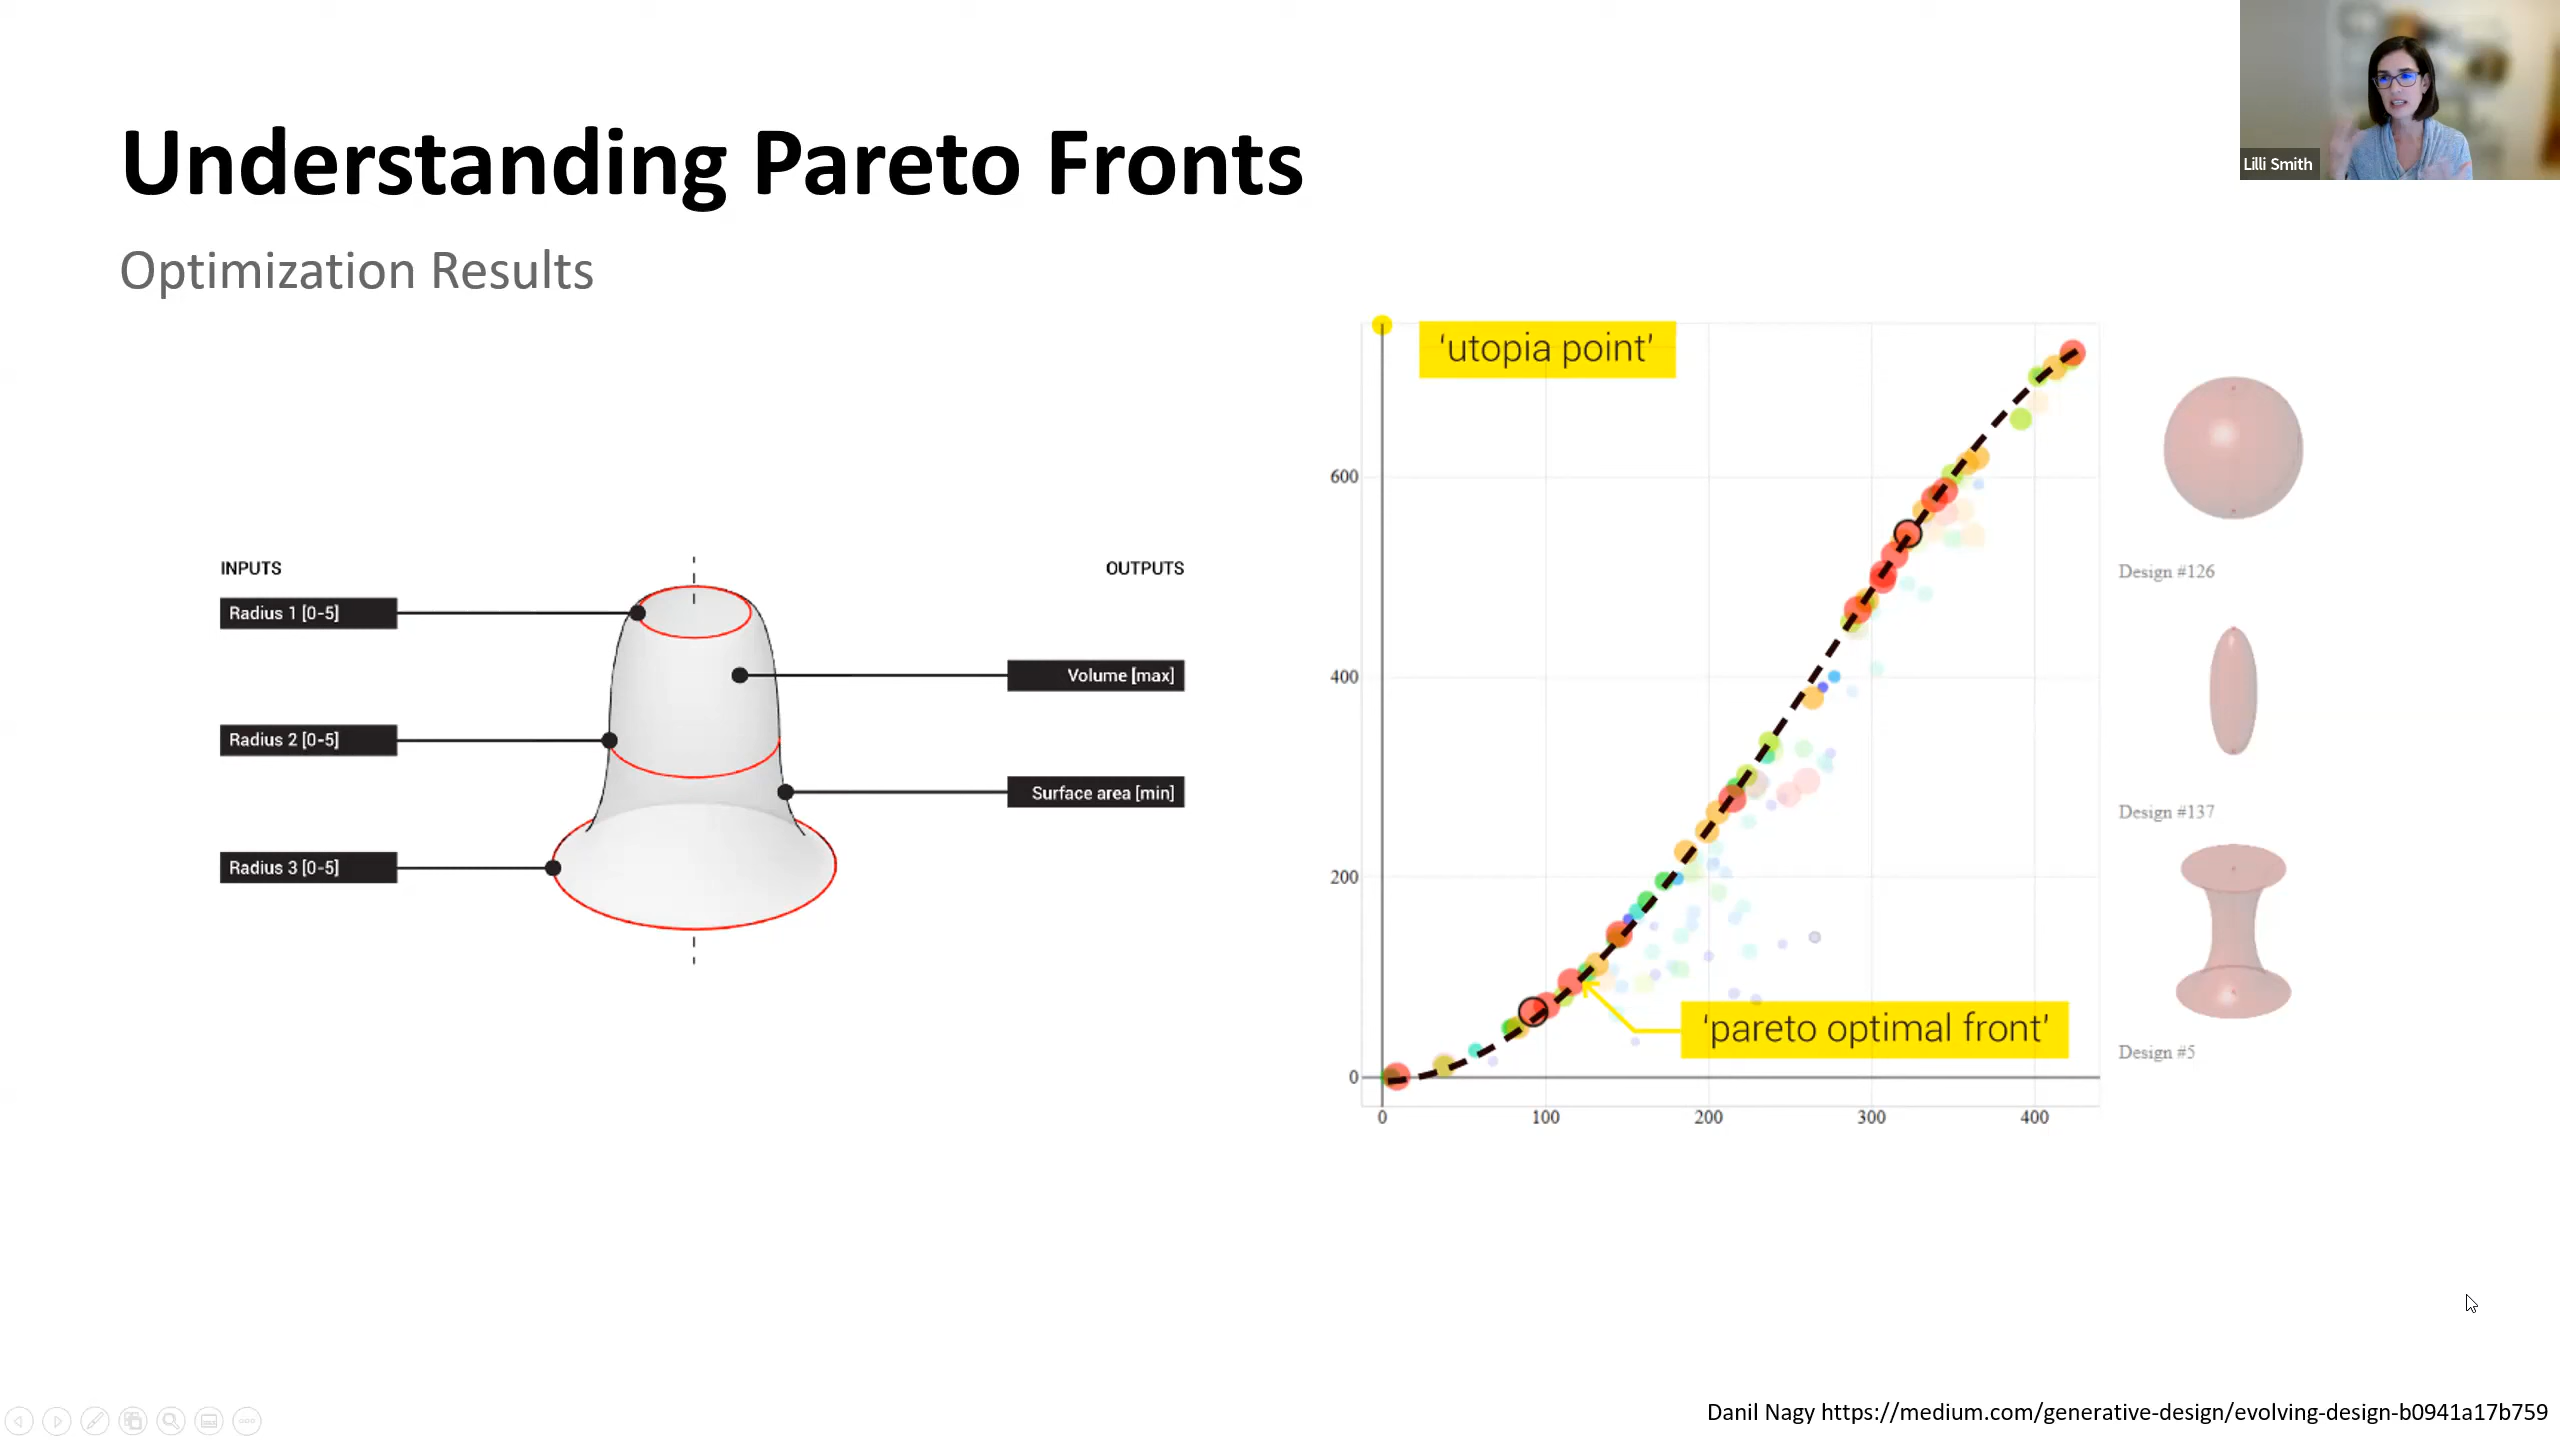 Lilli Smith
Understanding Pareto Fronts
Optimization Results
INPUTS
OUTPUTS
Radius 1 [0-5]
Volume [max]
Radius 2 [0-5]
Surface area [min]
Radius 3 [0-5]
'utopia point'
600
400
200
0
0
100
200
300
400
'pareto optimal front'
Design #126
Design #137
Design #5
Danil Nagy https://medium.com/generative-design/evolving-design-b0941a17b759